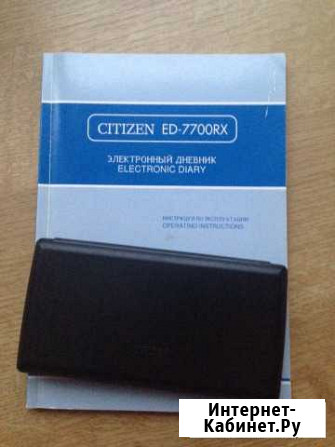 CITIZEN ED-7700RX
ЭЛЕКТРОННЫЙ ДНЕВНИК
ELECTRONIC DIARY
ИНСТРУКЦИЯ ПО ЭКСПЛУАТАЦИИ
OPERATING INSTRUCTIONS
Интернет-
Кабинет.Ру